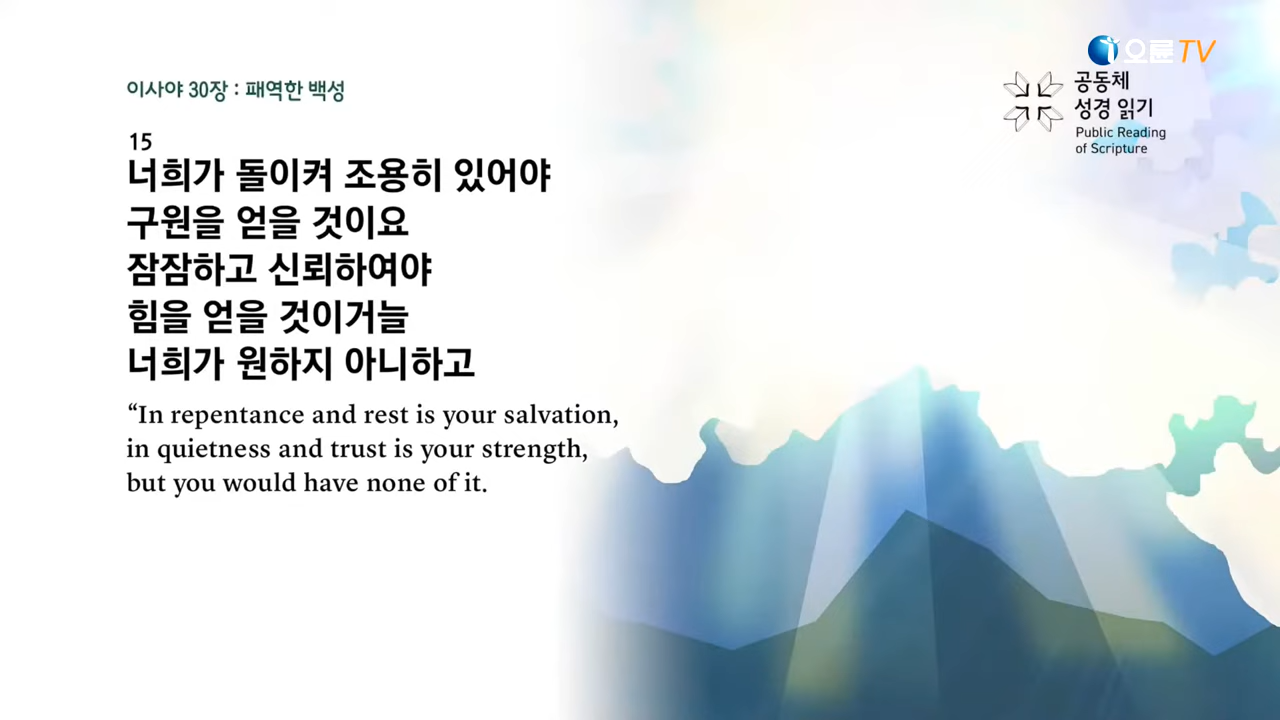 오륜TV
이사야 30장 : 패역한 백성
공동체
성경 읽기
Public Reading
of Scripture
15
너희가 돌이켜 조용히 있어야
구원을 얻을 것이요
잠잠하고 신뢰하여야
힘을 얻을 것이거늘
너희가 원하지 아니하고
“In repentance and rest is your salvation,
in quietness and trust is your strength,
but you would have none of it.